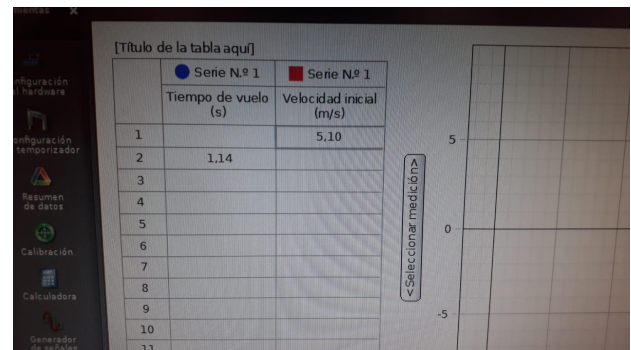 mientas X
[Título de la tabla aquí]
Serie N.º 1 Serie N.º 1
Tiempo de vuelo
(s)
Velocidad inicial
(m/s)
1 5,10
2 1,14
3
4
5
6
7
8
9
10
11
nfiguración
l hardware
onfiguración
temporizador
Resumen
de datos
Calibración
Calculadora
Generador
de señales
<Seleccionar medición>
5
0
-5